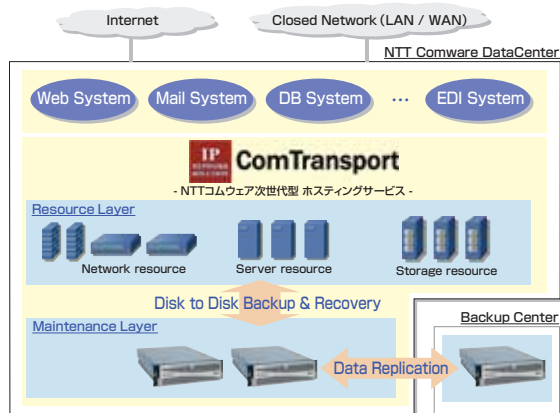 Internet
Closed Network (LAN / WAN)
NTT Comware DataCenter
Web System
Mail System
DB System
…
EDI System
IP
ComTransport
- NTTコムウェア次世代型 ホスティングサービス -
Resource Layer
Network resource
Server resource
Storage resource
Disk to Disk Backup & Recovery
Maintenance Layer
Backup Center
Data Replication